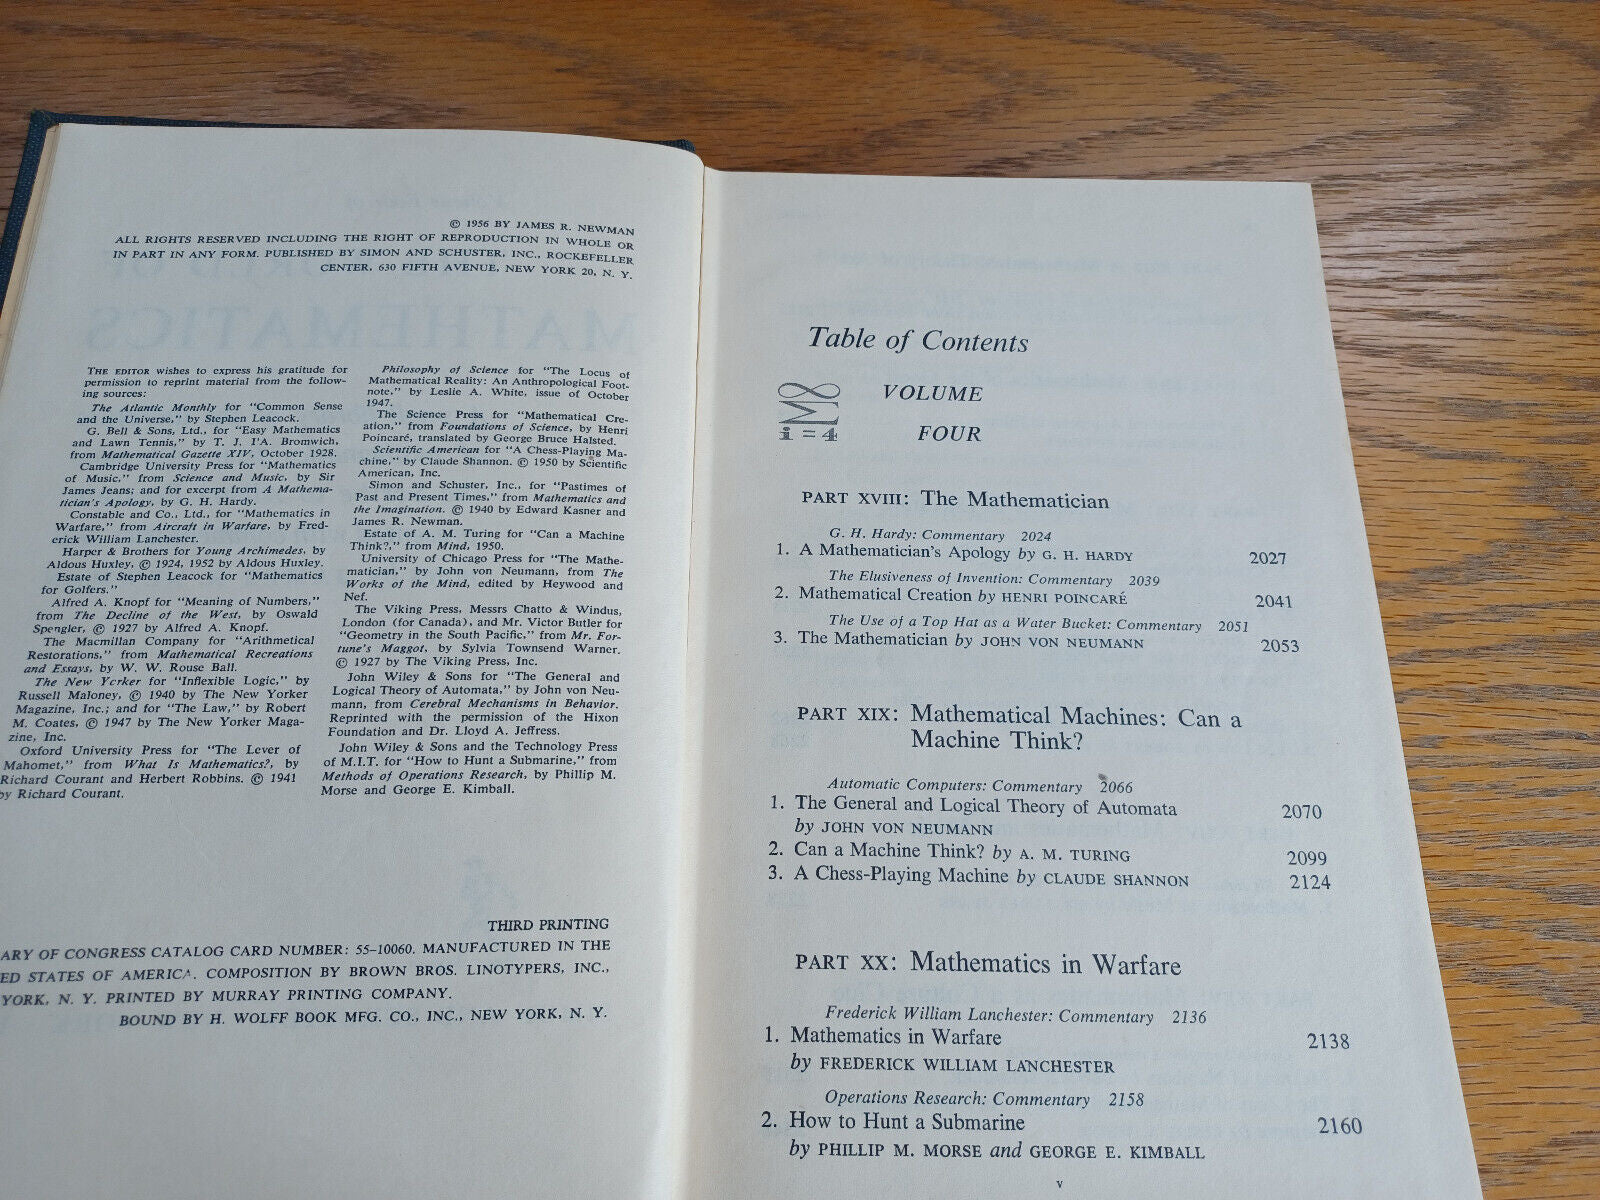 © 1956 BY JAMES R. NEWMAN
ALL RIGHTS RESERVED INCLUDING THE RIGHT OF REPRODUCTION IN WHOLE OR
IN PART IN ANY FORM. PUBLISHED BY SIMON AND SCHUSTER, INC., ROCKEFELLER
CENTER, 630 FIFTH AVENUE, NEW YORK 20, N. Y.
MATHEMATICS
THE EDITOR wishes to express his gratitude for
permission to reprint material from the follow-
ing sources:
The Atlantic Monthly for "Common Sense
and the Universe," by Stephen Leacock.
G. Bell & Sons, Ltd., for "Easy Mathematics
and Lawn Tennis," by T. J. I'A. Bromwich,
from Mathematical Gazette XIV, October 1928.
Cambridge University Press for "Mathematics
of Music," from Science and Music, by Sir
James Jeans; and for excerpt from A Mathema-
tician's Apology, by G. H. Hardy.
Constable and Co., Ltd., for "Mathematics in
Warfare," from Aircraft in Warfare, by Fred-
erick William Lanchester.
Harper & Brothers for Young Archimedes, by
Aldous Huxley, © 1924, 1952 by Aldous Huxley.
Estate of Stephen Leacock for "Mathematics
for Golfers."
Alfred A. Knopf for "Meaning of Numbers,"
from The Decline of the West, by Oswald
Spengler, © 1927 by Alfred A. Knopf.
The Macmillan Company for "Arithmetical
Restorations," from Mathematical Recreations
and Essays, by W. W. Rouse Ball.
The New Yorker for "Inflexible Logic," by
Russell Maloney, © 1940 by The New Yorker
Magazine, Inc.; and for "The Law," by Robert
M. Coates, © 1947 by The New Yorker Maga-
zine, Inc.
Oxford University Press for "The Lever of
Mahomet," from What Is Mathematics?, by
Richard Courant and Herbert Robbins. © 1941
by Richard Courant.
Philosophy of Science for "The Locus of
Mathematical Reality: An Anthropological Foot-
note," by Leslie A. White, issue of October
1947.
The Science Press for "Mathematical Cre-
ation," from Foundations of Science, by Henri
Poincaré, translated by George Bruce Halsted.
Scientific American for "A Chess-Playing Ma-
chine," by Claude Shannon. © 1950 by Scientific
American, Inc.
Simon and Schuster, Inc., for "Pastimes of
Past and Present Times," from Mathematics and
the Imagination. © 1940 by Edward Kasner and
James R. Newman.
Estate of A. M. Turing for "Can a Machine
Think?," from Mind, 1950.
University of Chicago Press for "The Mathe-
matician," by John von Neumann, from The
Works of the Mind, edited by Heywood and
Nef.
The Viking Press, Messrs Chatto & Windus,
London (for Canada), and Mr. Victor Butler for
"Geometry in the South Pacific," from Mr. For-
tune's Maggot, by Sylvia Townsend Warner.
© 1927 by The Viking Press, Inc.
John Wiley & Sons for "The General and
Logical Theory of Automata," by John von Neu-
mann, from Cerebral Mechanisms in Behavior.
Reprinted with the permission of the Hixon
Foundation and Dr. Lloyd A. Jeffress.
John Wiley & Sons and the Technology Press
of M.I.T. for "How to Hunt a Submarine," from
Methods of Operations Research, by Phillip M.
Morse and George E. Kimball.
THIRD PRINTING
ARY OF CONGRESS CATALOG CARD NUMBER: 55-10060. MANUFACTURED IN THE
ED STATES OF AMERICA. COMPOSITION BY BROWN BROS. LINOTYPERS, INC.,
YORK, N. Y. PRINTED BY MURRAY PRINTING COMPANY.
BOUND BY H. WOLFF BOOK MFG. CO., INC., NEW YORK, N. Y.
Table of Contents
i = 4
VOLUME
FOUR
PART XVIII: The Mathematician
G. H. Hardy: Commentary 2024
1. A Mathematician's Apology by G. H. HARDY 2027
The Elusiveness of Invention: Commentary 2039
2. Mathematical Creation by HENRI POINCARÉ 2041
The Use of a Top Hat as a Water Bucket: Commentary 2051
3. The Mathematician by JOHN VON NEUMANN 2053
PART XIX: Mathematical Machines: Can a
Machine Think?
Automatic Computers: Commentary 2066
1. The General and Logical Theory of Automata 2070
by JOHN VON NEUMANN
2. Can a Machine Think? by A. M. TURING 2099
3. A Chess-Playing Machine by CLAUDE SHANNON 2124
PART XX: Mathematics in Warfare
Frederick William Lanchester: Commentary 2136
1. Mathematics in Warfare 2138
by FREDERICK WILLIAM LANCHESTER
Operations Research: Commentary 2158
2. How to Hunt a Submarine 2160
by PHILLIP M. MORSE and GEORGE E. KIMBALL
v